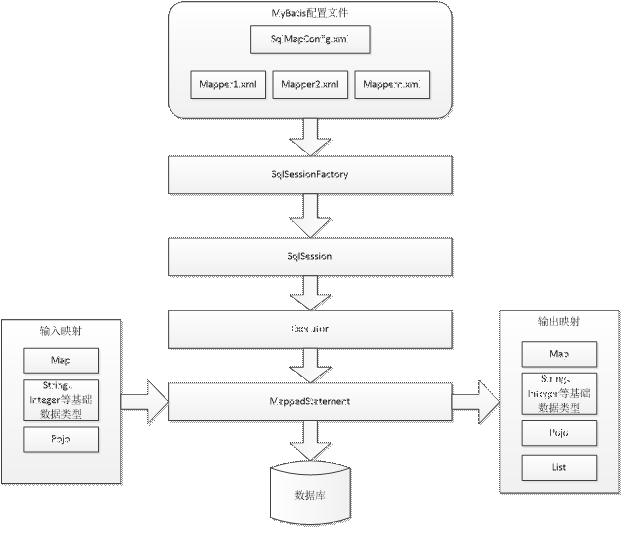 MyBatis配置文件
SqlMapConfig.xml
Mapper1.xml
Mapper2.xml
Mappern.xml
SqlSessionFactory
SqlSession
Executor
输入映射
Map
String、
Integer等基础
数据类型
Pojo
MappedStatement
输出映射
Map
String、
Integer等基础
数据类型
Pojo
List
数据库